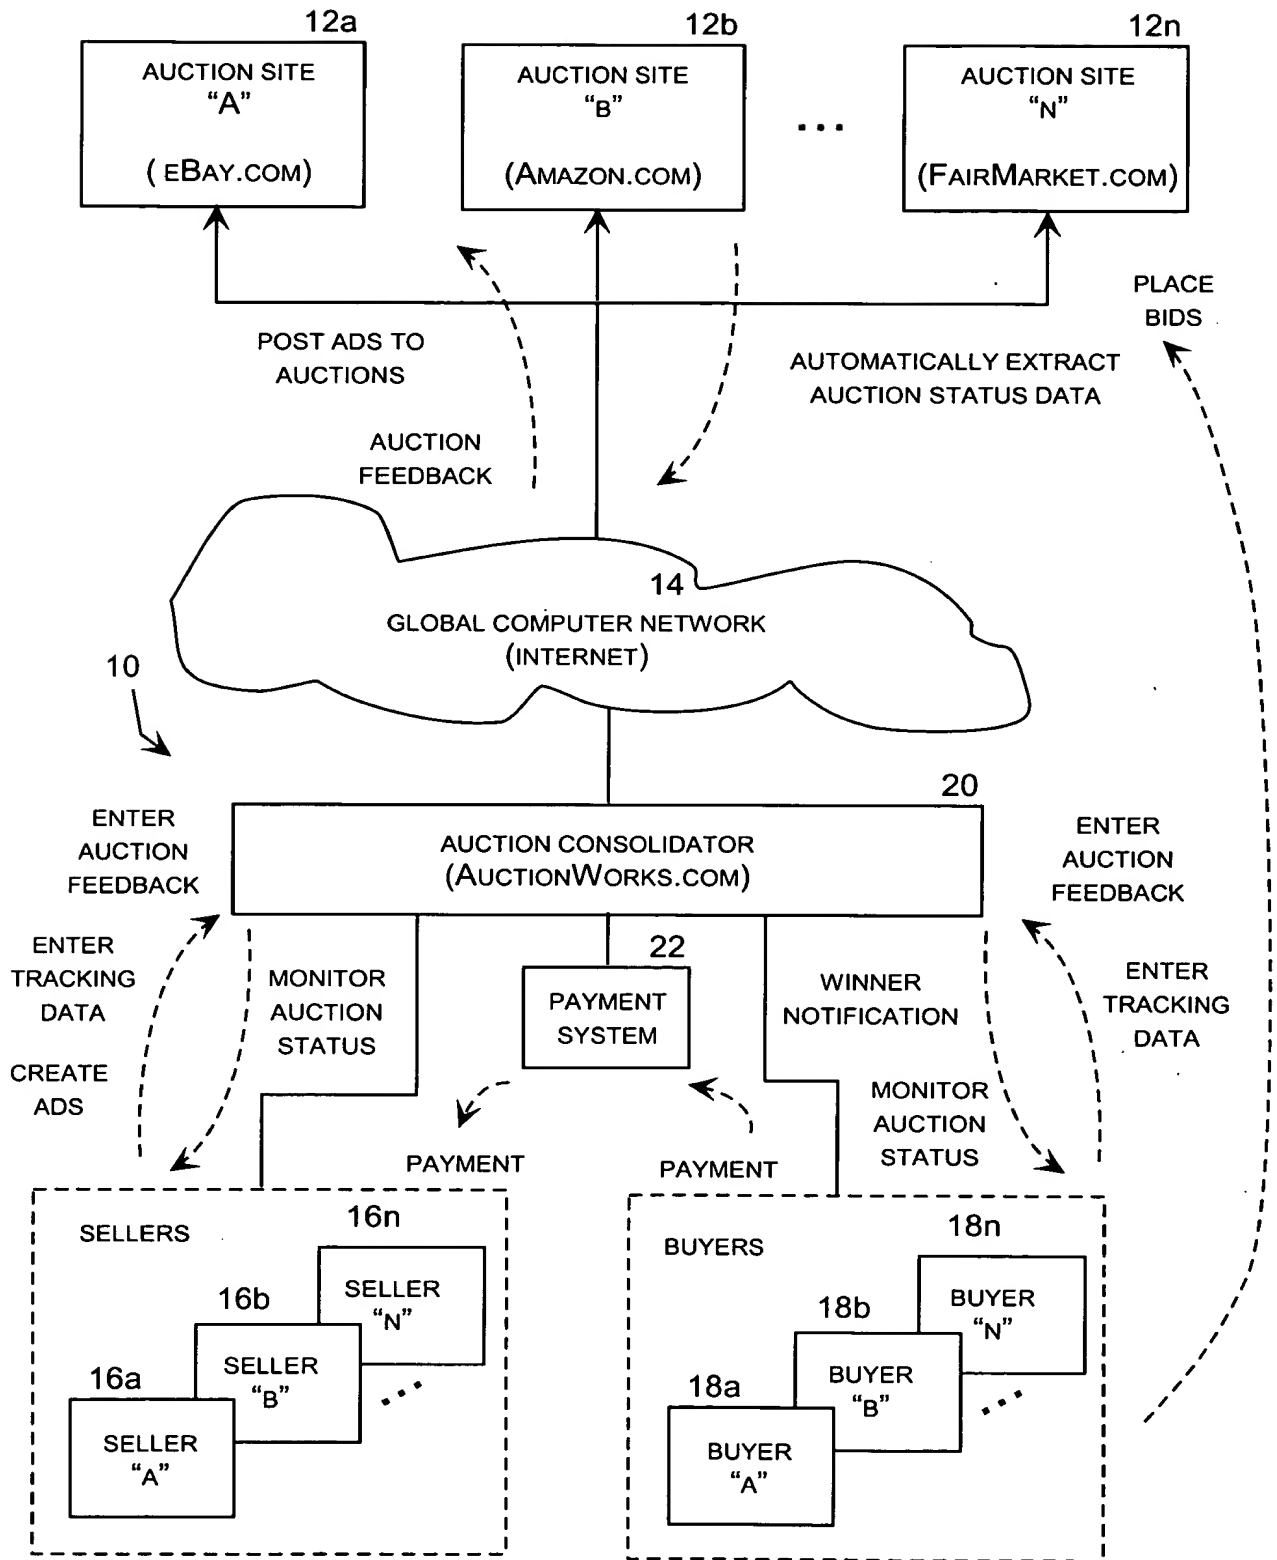 12a
12b
12n
AUCTION SITE
"A"
(EBAY.COM)
AUCTION SITE
"B"
(AMAZON.COM)
...
AUCTION SITE
"N"
(FAIRMARKET.COM)
PLACE
BIDS
POST ADS TO
AUCTIONS
AUTOMATICALLY EXTRACT
AUCTION STATUS DATA
AUCTION
FEEDBACK
14
GLOBAL COMPUTER NETWORK
(INTERNET)
10
20
ENTER
AUCTION
FEEDBACK
AUCTION CONSOLIDATOR
(AUCTIONWORKS.COM)
ENTER
AUCTION
FEEDBACK
ENTER
TRACKING
DATA
MONITOR
AUCTION
STATUS
22
PAYMENT
SYSTEM
WINNER
NOTIFICATION
ENTER
TRACKING
DATA
CREATE
ADS
MONITOR
AUCTION
STATUS
PAYMENT
PAYMENT
SELLERS
16n
SELLER
"N"
16b
SELLER
"B"
16a
SELLER
"A"
...
BUYERS
18n
BUYER
"N"
18b
BUYER
"B"
18a
BUYER
"A"
...